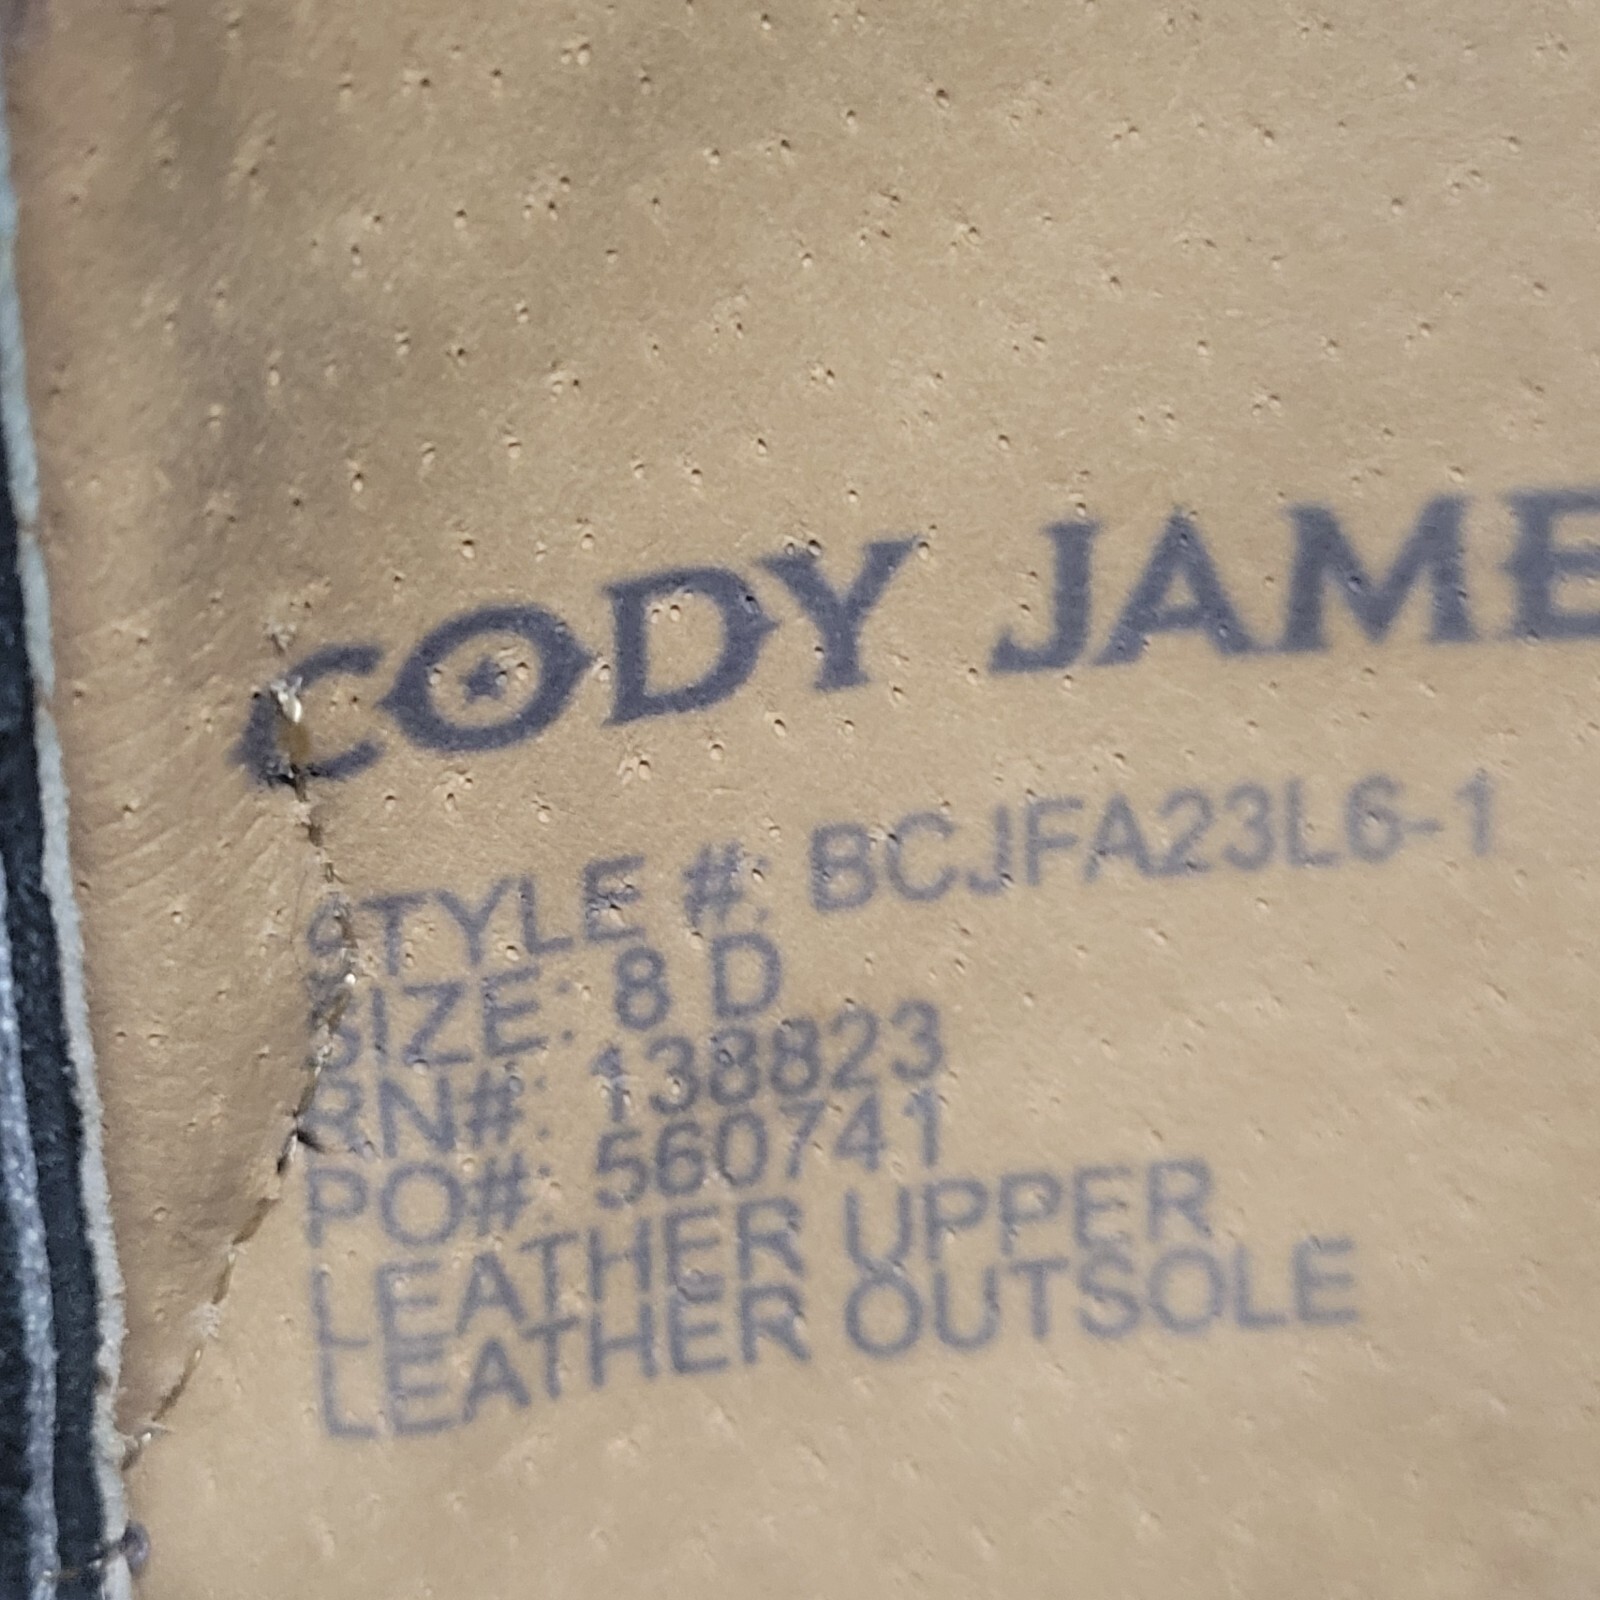 CODY JAME
STYLE #: BCJFA23L6-1
SIZE: 8 D
RN#: 138823
PO#: 560741
LEATHER UPPER
LEATHER OUTSOLE